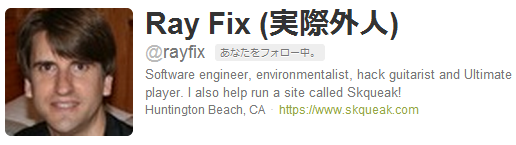 Ray Fix (実際外人)
@rayfix あなたをフォロー中。
Software engineer, environmentalist, hack guitarist and Ultimate
player. I also help run a site called Skqueak!
Huntington Beach, CA · https://www.skqueak.com